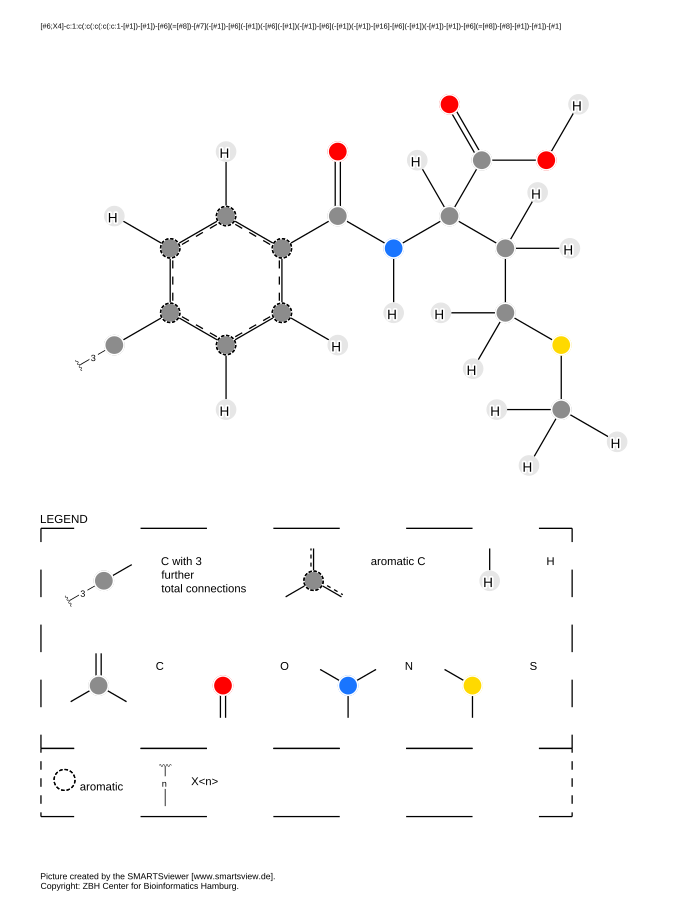 [#6;X4]-c:1:c(:c(:c(:c(:c:1-[#1])-[#1])-[#6](=[#8])-[#7](-[#1])-[#6](-[#1])(-[#6](-[#1])(-[#1])-[#6](-[#1])(-[#1])-[#16]-[#6](-[#1])(-[#1])-[#1])-[#6](=[#8])-[#8]-[#1])-[#1])-[#1]
H
H
H
H
H
H
H
H
H
H
3
H
H
H
H
H
LEGEND
C with 3
further
total connections
aromatic C
H
H
3
C
O
N
S
aromatic
n
X<n>
Picture created by the SMARTSviewer [www.smartsview.de].
Copyright: ZBH Center for Bioinformatics Hamburg.